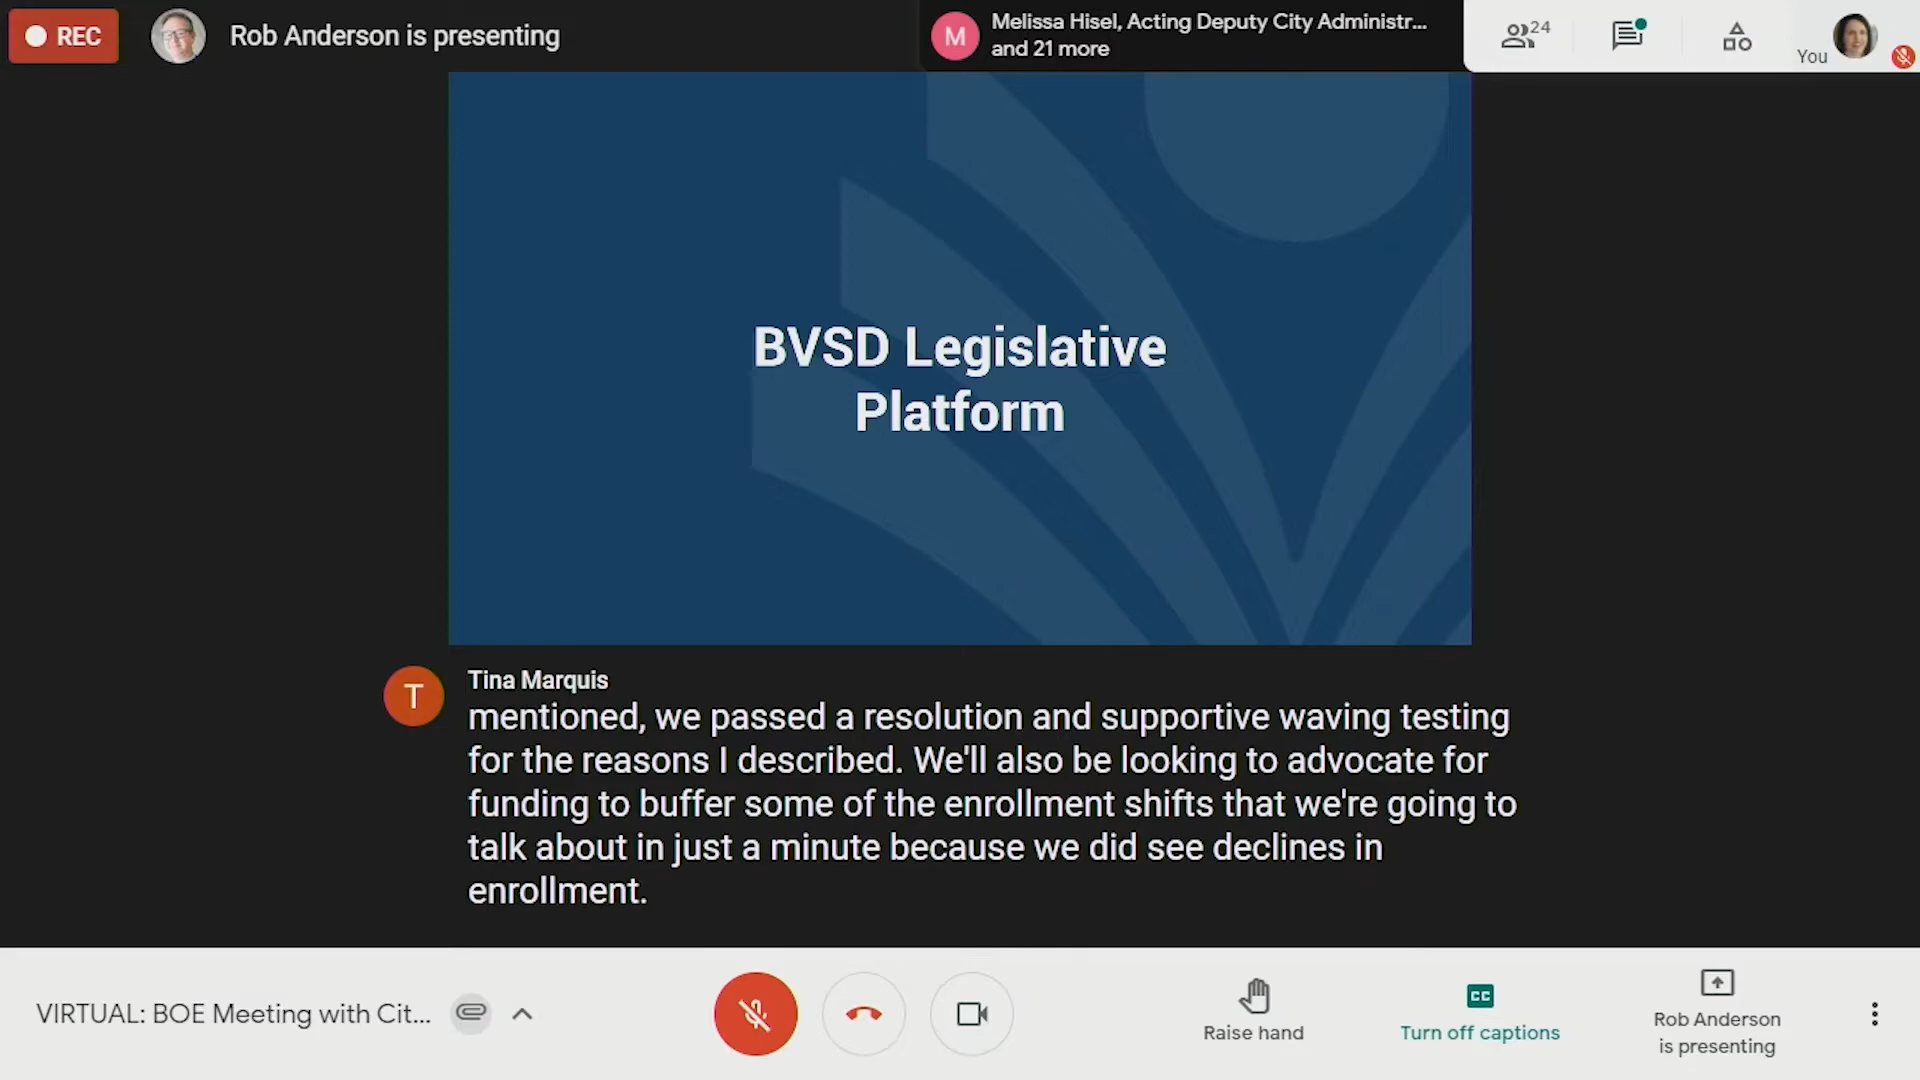 REC
Rob Anderson is presenting
M
Melissa Hisel, Acting Deputy City Administr...
and 21 more
24
You
BVSD Legislative
Platform
T
Tina Marquis
mentioned, we passed a resolution and supportive waving testing
for the reasons I described. We'll also be looking to advocate for
funding to buffer some of the enrollment shifts that we're going to
talk about in just a minute because we did see declines in
enrollment.
VIRTUAL: BOE Meeting with Cit...
Raise hand
CC
Turn off captions
Rob Anderson
is presenting